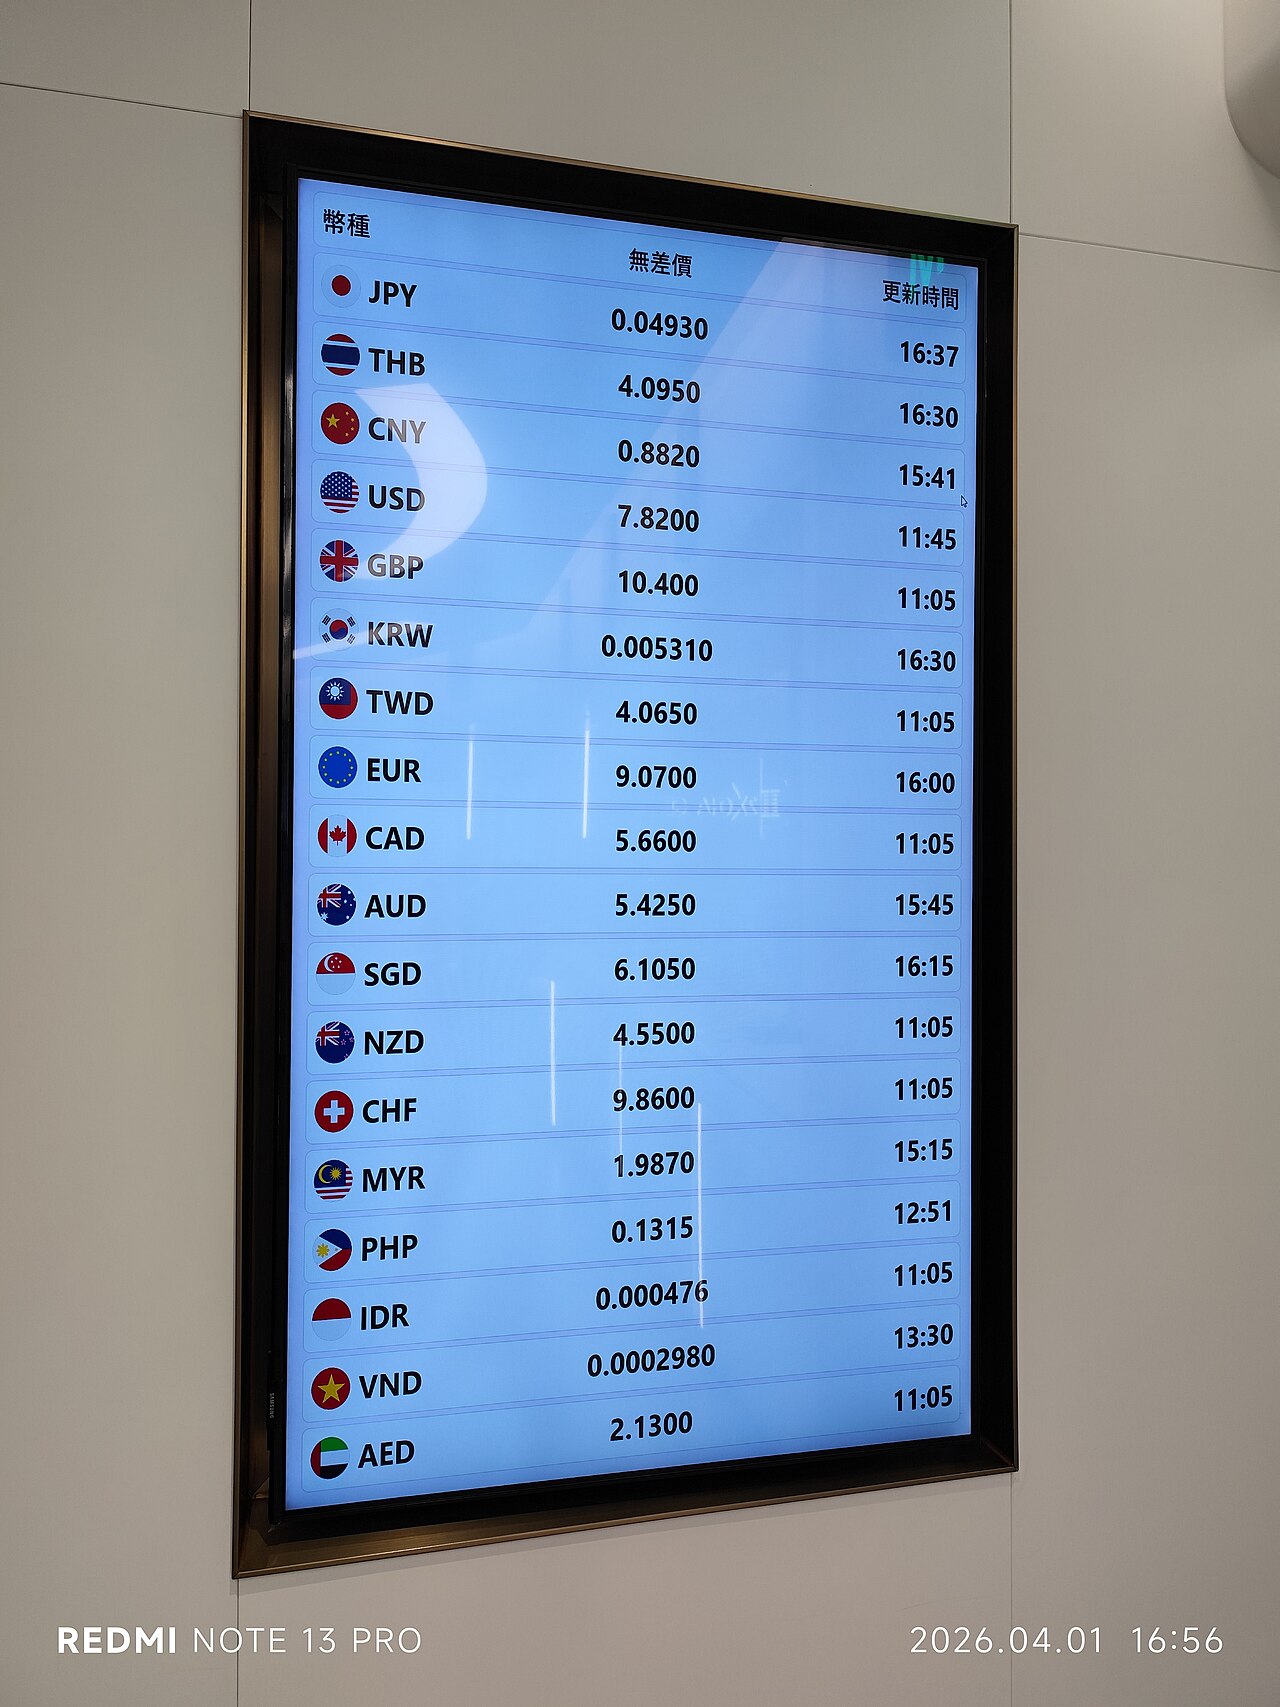 幣種 無差價 更新時間
JPY 0.04930 16:37
THB 4.0950 16:30
CNY 0.8820 15:41
USD 7.8200 11:45
GBP 10.400 11:05
KRW 0.005310 16:30
TWD 4.0650 11:05
EUR 9.0700 16:00
CAD 5.6600 11:05
AUD 5.4250 15:45
SGD 6.1050 16:15
NZD 4.5500 11:05
CHF 9.8600 11:05
MYR 1.9870 15:15
PHP 0.1315 12:51
IDR 0.000476 11:05
VND 0.0002980 13:30
AED 2.1300 11:05
SAMSUNG
REDMI NOTE 13 PRO 2026.04.01 16:56